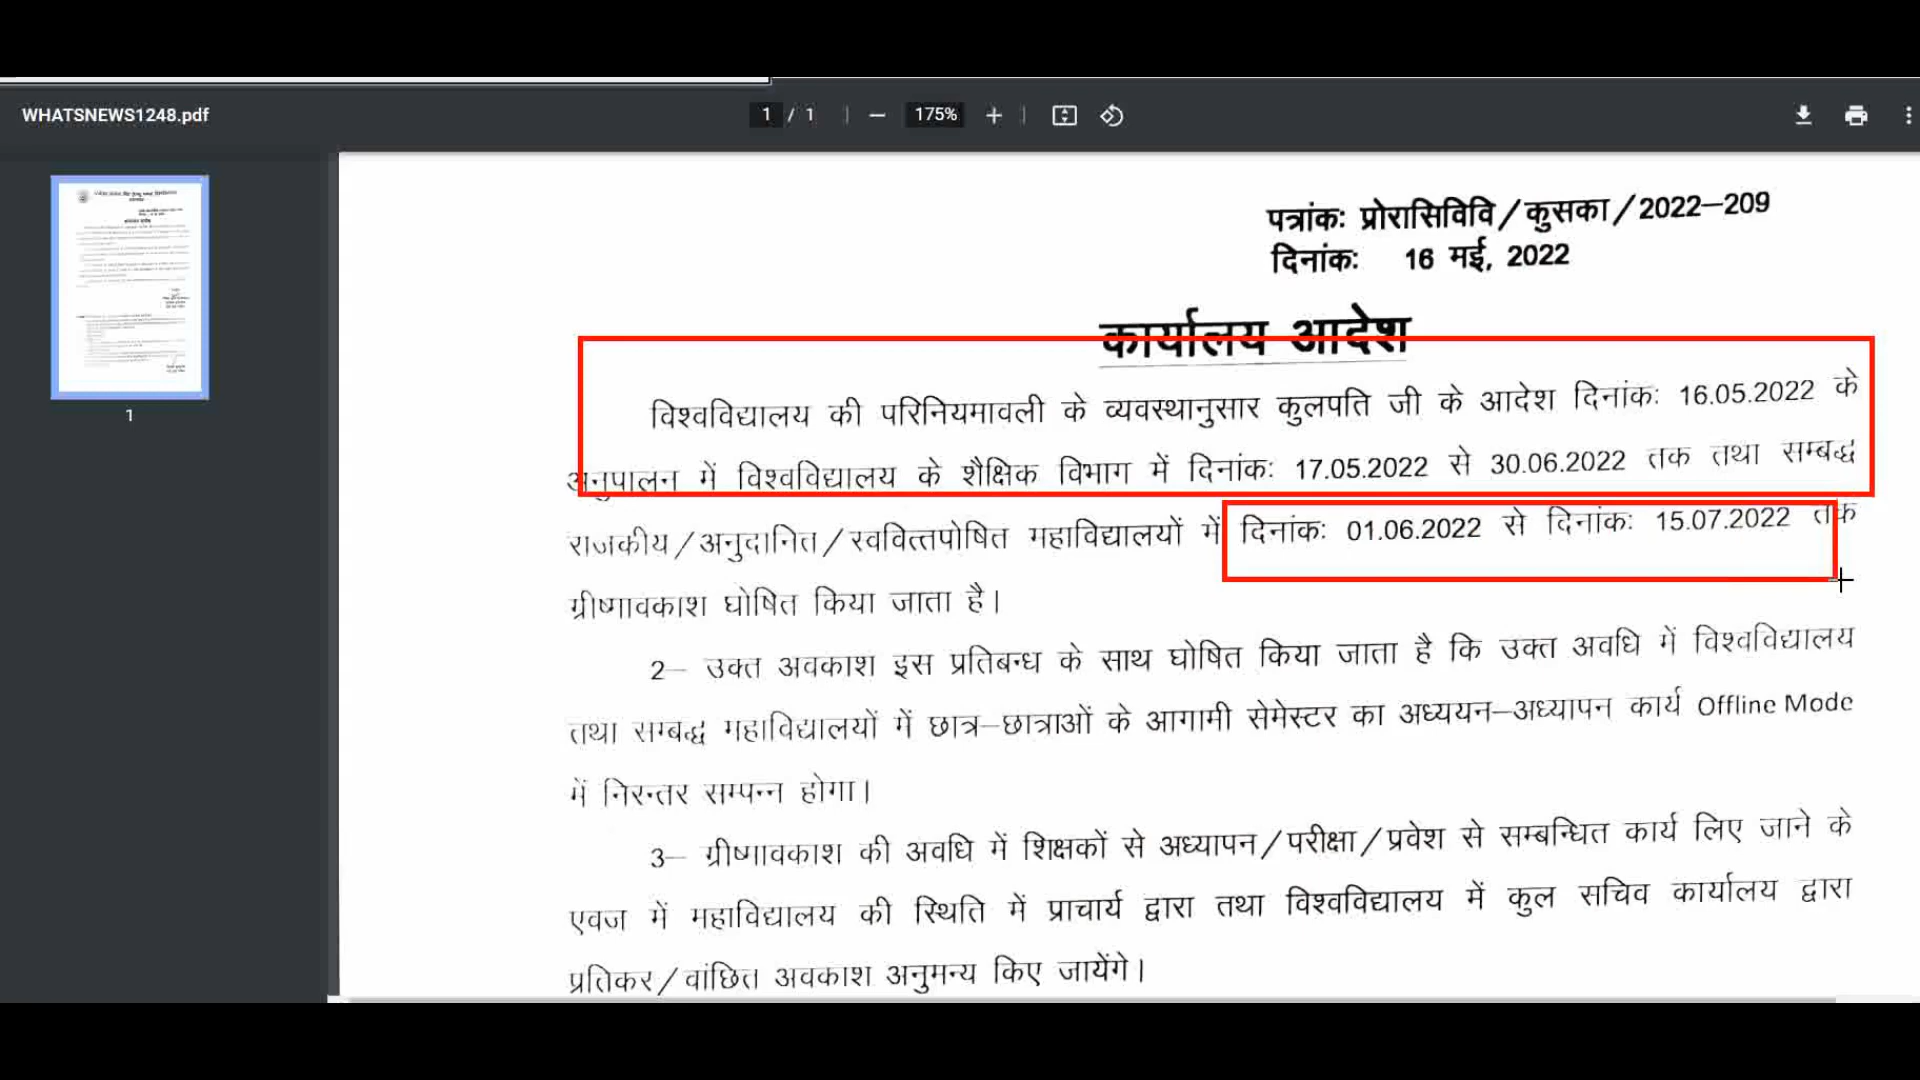 WHATSNEWS1248.pdf
1 / 1
175%
1
पत्रांकः प्रोरासिविवि/कुसका/2022–209
दिनांकः 16 मई, 2022
कार्यालय आदेश
विश्वविद्यालय की परिनियमावली के व्यवस्थानुसार कुलपति जी के आदेश दिनांकः 16.05.2022 के
अनुपालन में विश्वविद्यालय के शैक्षिक विभाग में दिनांकः 17.05.2022 से 30.06.2022 तक तथा सम्बद्ध
राजकीय/अनुदानित/स्ववित्तपोषित महाविद्यालयों में दिनांकः 01.06.2022 से दिनांकः 15.07.2022 तक
ग्रीष्मावकाश घोषित किया जाता है।
2– उक्त अवकाश इस प्रतिबन्ध के साथ घोषित किया जाता है कि उक्त अवधि में विश्वविद्यालय
तथा सम्बद्ध महाविद्यालयों में छात्र–छात्राओं के आगामी सेमेस्टर का अध्ययन–अध्यापन कार्य Offline Mode
में निरन्तर सम्पन्न होगा।
3– ग्रीष्मावकाश की अवधि में शिक्षकों से अध्यापन/परीक्षा/प्रवेश से सम्बन्धित कार्य लिए जाने के
एवज में महाविद्यालय की स्थिति में प्राचार्य द्वारा तथा विश्वविद्यालय में कुल सचिव कार्यालय द्वारा
प्रतिकर/वांछित अवकाश अनुमन्य किए जायेंगे।